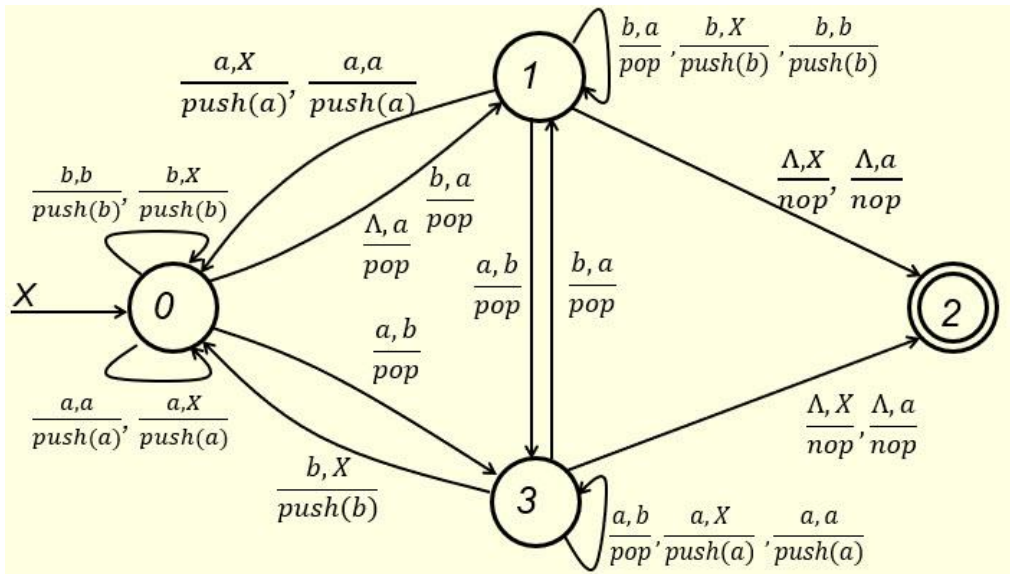 b,a/pop , b,X/push(b) , b,b/push(b)
1
a,X/push(a), a,a/push(a)
Λ,X/nop, Λ,a/nop
b,b/push(b), b,X/push(b)
b,a/pop
Λ,a/pop
a,b/pop
b,a/pop
X
0
2
a,b/pop
a,a/push(a), a,X/push(a)
Λ,X/nop , Λ,a/nop
b,X/push(b)
3
a,b/pop , a,X/push(a) , a,a/push(a)